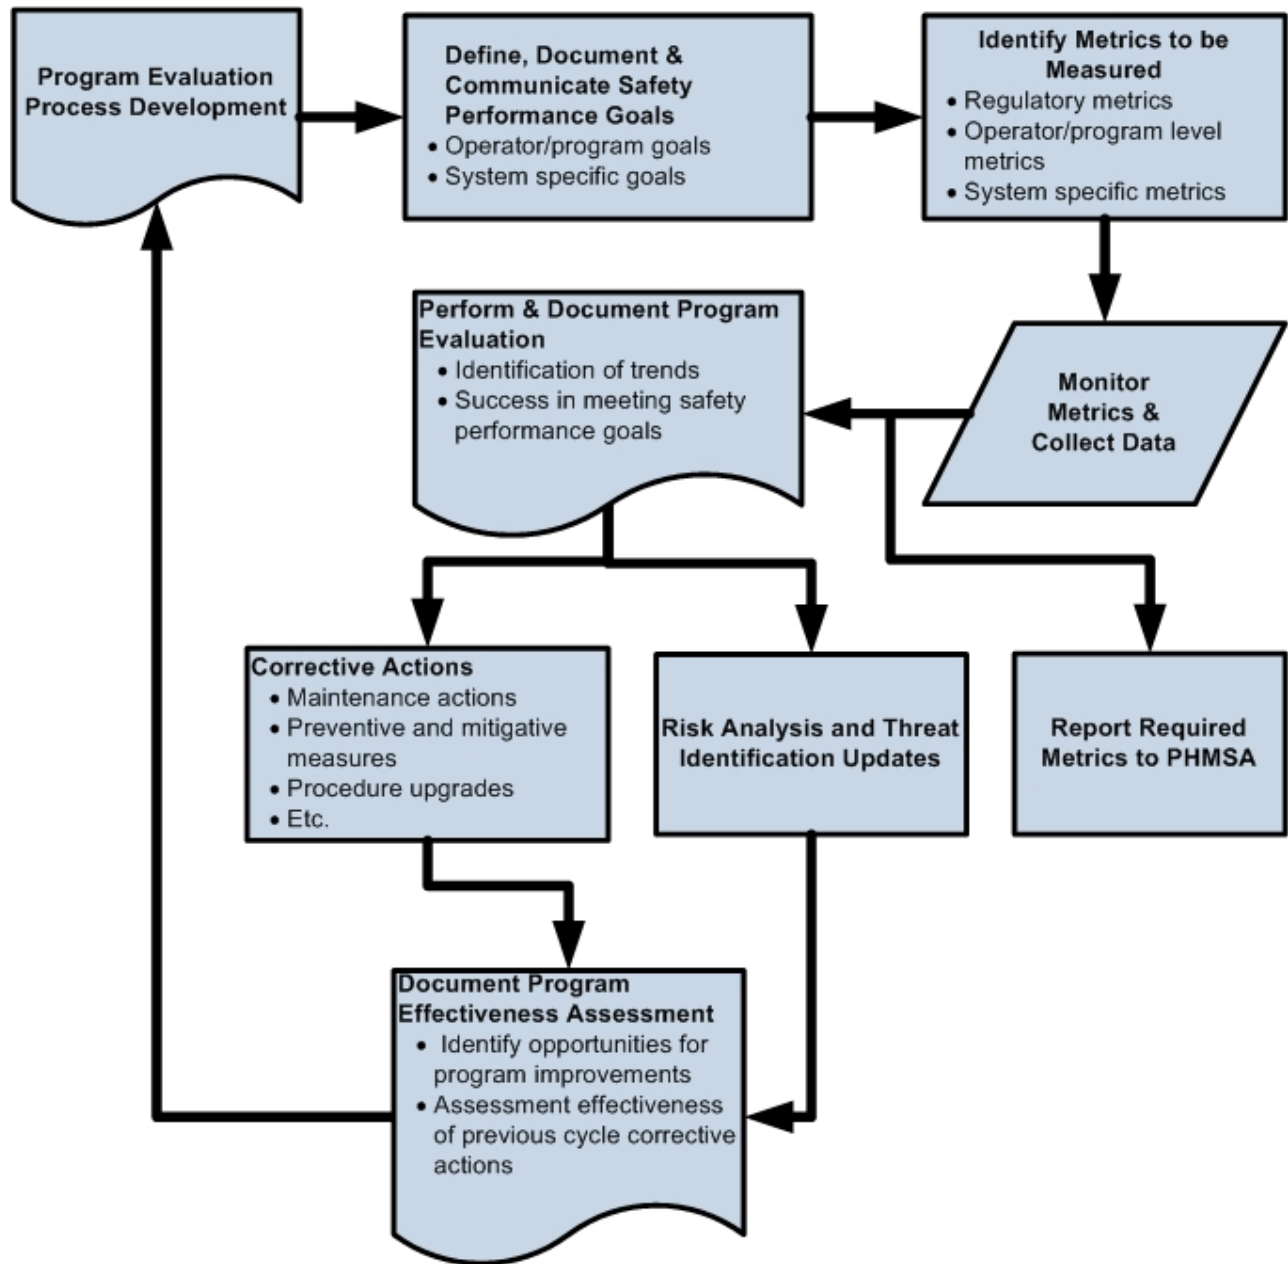 Program Evaluation
Process Development
Define, Document &
Communicate Safety
Performance Goals
• Operator/program goals
• System specific goals
Identify Metrics to be
Measured
• Regulatory metrics
• Operator/program level
metrics
• System specific metrics
Monitor
Metrics &
Collect Data
Perform & Document Program
Evaluation
• Identification of trends
• Success in meeting safety
performance goals
Corrective Actions
• Maintenance actions
• Preventive and mitigative
measures
• Procedure upgrades
• Etc.
Risk Analysis and Threat
Identification Updates
Report Required
Metrics to PHMSA
Document Program
Effectiveness Assessment
• Identify opportunities for
program improvements
• Assessment effectiveness
of previous cycle corrective
actions